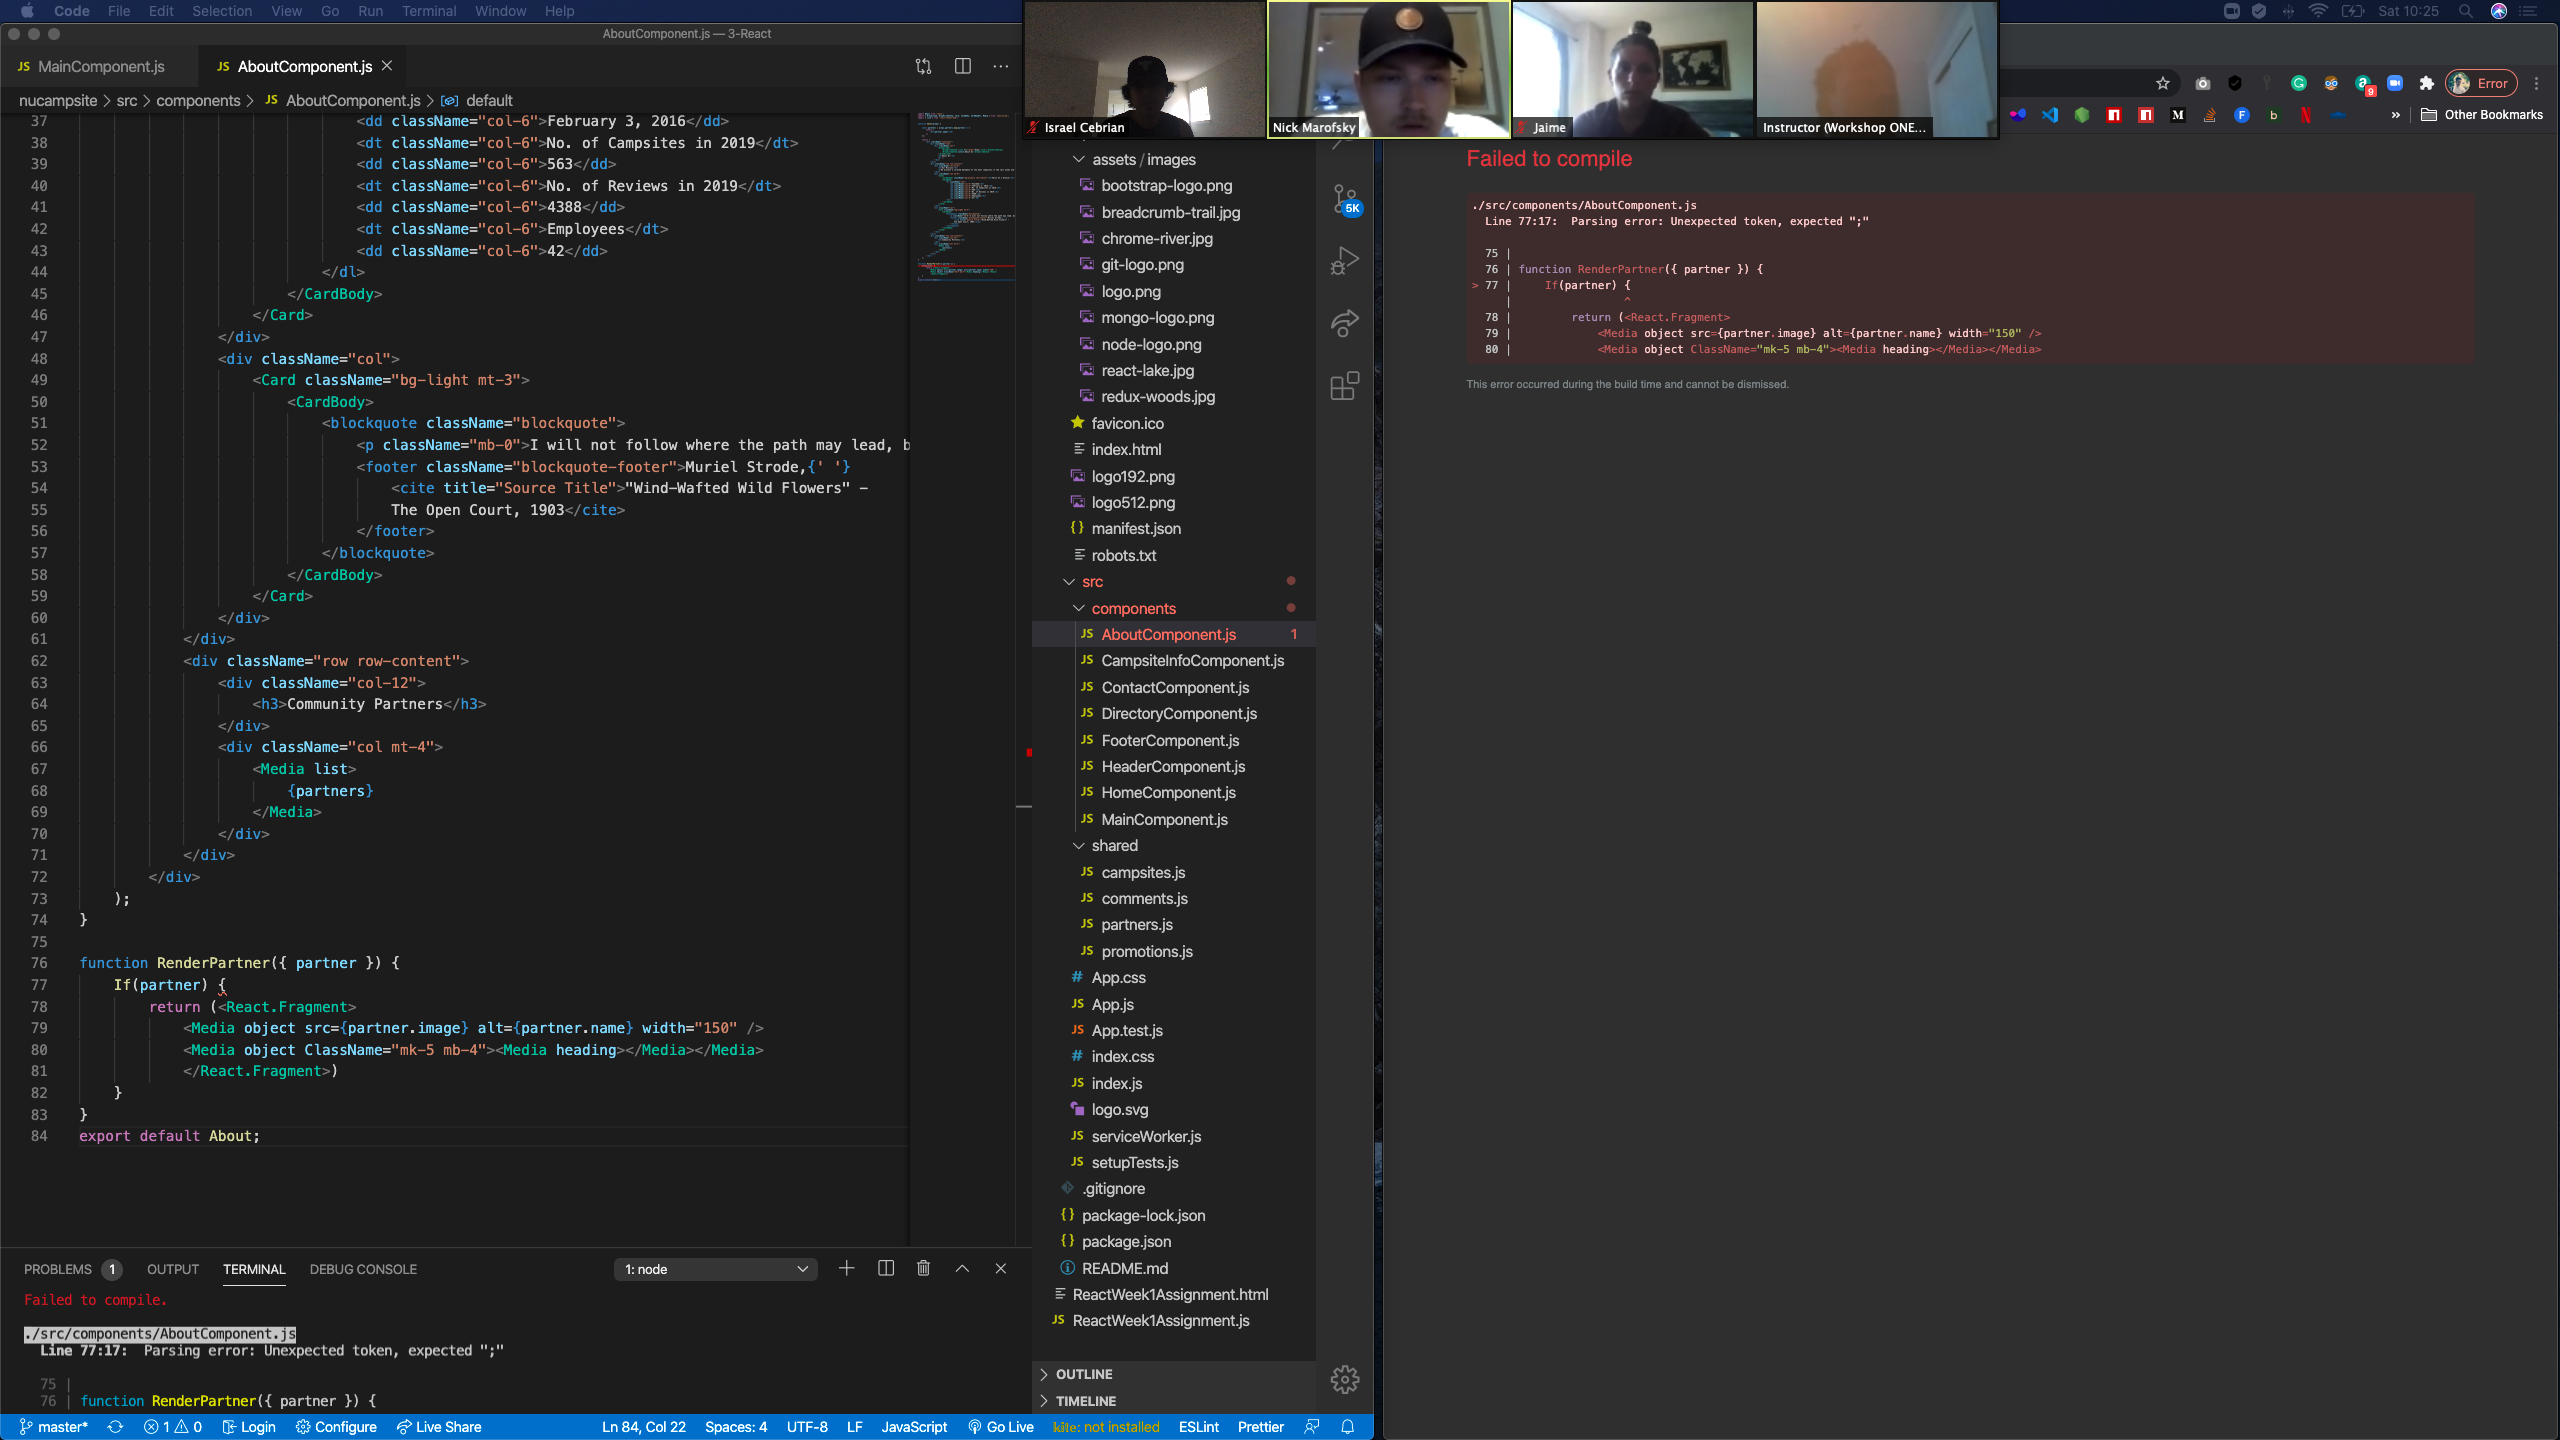 Code File Edit Selection View Go Run Terminal Window Help
Sat 10:25
AboutComponent.js — 3-React
JS MainComponent.js
JS AboutComponent.js
nucampsite > src > components > JS AboutComponent.js > default
37 <dd className="col-6">February 3, 2016</dd>
38 <dt className="col-6">No. of Campsites in 2019</dt>
39 <dd className="col-6">563</dd>
40 <dt className="col-6">No. of Reviews in 2019</dt>
41 <dd className="col-6">4388</dd>
42 <dt className="col-6">Employees</dt>
43 <dd className="col-6">42</dd>
44 </dl>
45 </CardBody>
46 </Card>
47 </div>
48 <div className="col">
49 <Card className="bg-light mt-3">
50 <CardBody>
51 <blockquote className="blockquote">
52 <p className="mb-0">I will not follow where the path may lead, b
53 <footer className="blockquote-footer">Muriel Strode,{' '}
54 <cite title="Source Title">"Wind-Wafted Wild Flowers" -
55 The Open Court, 1903</cite>
56 </footer>
57 </blockquote>
58 </CardBody>
59 </Card>
60 </div>
61 </div>
62 <div className="row row-content">
63 <div className="col-12">
64 <h3>Community Partners</h3>
65 </div>
66 <div className="col mt-4">
67 <Media list>
68 {partners}
69 </Media>
70 </div>
71 </div>
72 </div>
73 );
74 }
75
76 function RenderPartner({ partner }) {
77 If(partner) {
78 return (<React.Fragment>
79 <Media object src={partner.image} alt={partner.name} width="150" />
80 <Media object ClassName="mk-5 mb-4"><Media heading></Media></Media>
81 </React.Fragment>)
82 }
83 }
84 export default About;
PROBLEMS 1 OUTPUT TERMINAL DEBUG CONSOLE
1: node
Failed to compile.
./src/components/AboutComponent.js
Line 77:17: Parsing error: Unexpected token, expected ";"
75 |
76 | function RenderPartner({ partner }) {
master* 1 0 Login Configure Live Share
Ln 84, Col 22 Spaces: 4 UTF-8 LF JavaScript Go Live kite: not installed ESLint Prettier
Israel Cebrian
Nick Marofsky
Jaime
Instructor (Workshop ONE...
assets / images
bootstrap-logo.png
breadcrumb-trail.jpg
chrome-river.jpg
git-logo.png
logo.png
mongo-logo.png
node-logo.png
react-lake.jpg
redux-woods.jpg
favicon.ico
index.html
logo192.png
logo512.png
{} manifest.json
robots.txt
src
components
JS AboutComponent.js 1
JS CampsiteInfoComponent.js
JS ContactComponent.js
JS DirectoryComponent.js
JS FooterComponent.js
JS HeaderComponent.js
JS HomeComponent.js
JS MainComponent.js
shared
JS campsites.js
JS comments.js
JS partners.js
JS promotions.js
# App.css
JS App.js
JS App.test.js
# index.css
JS index.js
logo.svg
JS serviceWorker.js
JS setupTests.js
.gitignore
{} package-lock.json
{} package.json
README.md
ReactWeek1Assignment.html
JS ReactWeek1Assignment.js
OUTLINE
TIMELINE
5K
9
Error
M
F
b
N
» Other Bookmarks
Failed to compile
./src/components/AboutComponent.js
Line 77:17: Parsing error: Unexpected token, expected ";"
75 |
76 | function RenderPartner({ partner }) {
> 77 | If(partner) {
| ^
78 | return (<React.Fragment>
79 | <Media object src={partner.image} alt={partner.name} width="150" />
80 | <Media object ClassName="mk-5 mb-4"><Media heading></Media></Media>
This error occurred during the build time and cannot be dismissed.